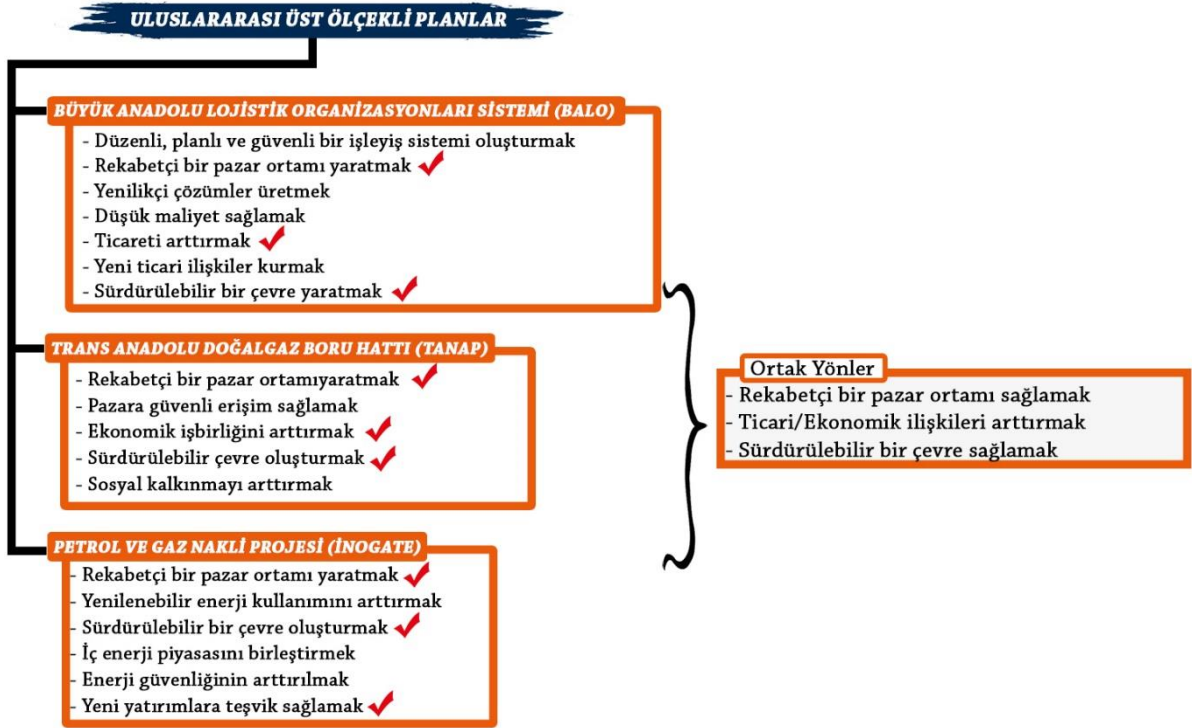 ULUSLARARASI ÜST ÖLÇEKLİ PLANLAR
BÜYÜK ANADOLU LOJİSTİK ORGANİZASYONLARI SİSTEMİ (BALO)
- Düzenli, planlı ve güvenli bir işleyiş sistemi oluşturmak
- Rekabetçi bir pazar ortamı yaratmak
- Yenilikçi çözümler üretmek
- Düşük maliyet sağlamak
- Ticareti arttırmak
- Yeni ticari ilişkiler kurmak
- Sürdürülebilir bir çevre yaratmak
TRANS ANADOLU DOĞALGAZ BORU HATTI (TANAP)
- Rekabetçi bir pazar ortamıyaratmak
- Pazara güvenli erişim sağlamak
- Ekonomik işbirliğini arttırmak
- Sürdürülebilir çevre oluşturmak
- Sosyal kalkınmayı arttırmak
PETROL VE GAZ NAKLİ PROJESİ (İNOGATE)
- Rekabetçi bir pazar ortamı yaratmak
- Yenilenebilir enerji kullanımını arttırmak
- Sürdürülebilir bir çevre oluşturmak
- İç enerji piyasasını birleştirmek
- Enerji güvenliğinin arttırılmak
- Yeni yatırımlara teşvik sağlamak
Ortak Yönler
- Rekabetçi bir pazar ortamı sağlamak
- Ticari/Ekonomik ilişkileri arttırmak
- Sürdürülebilir bir çevre sağlamak